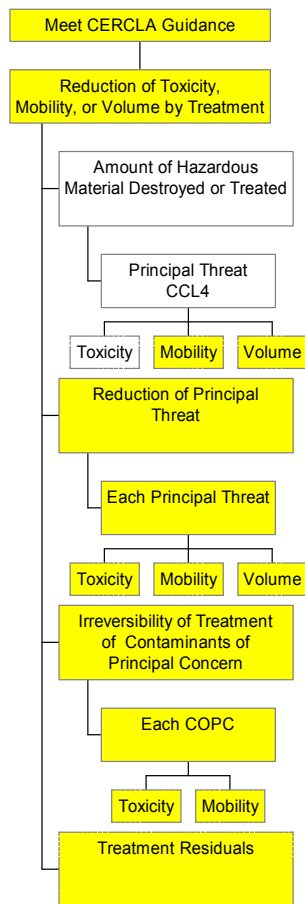 Meet CERCLA Guidance
Reduction of Toxicity,
Mobility, or Volume by Treatment
Amount of Hazardous
Material Destroyed or Treated
Principal Threat
CCL4
Toxicity Mobility Volume
Reduction of Principal
Threat
Each Principal Threat
Toxicity Mobility Volume
Irreversibility of Treatment
of Contaminants of
Principal Concern
Each COPC
Toxicity Mobility
Treatment Residuals